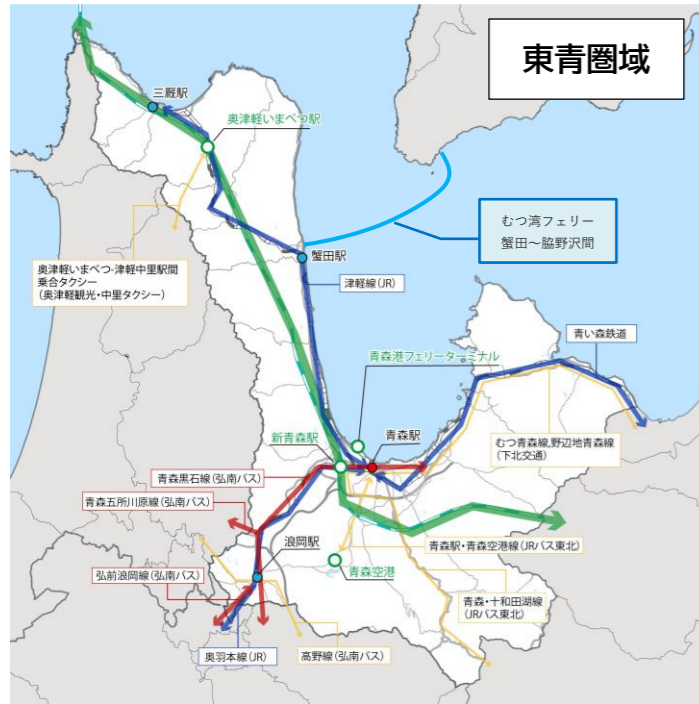 東青圏域
三厩駅
奥津軽いまべつ駅
むつ湾フェリー
蟹田～脇野沢間
蟹田駅
奥津軽いまべつ-津軽中里駅間
乗合タクシー
(奥津軽観光・中里タクシー)
津軽線(JR)
青い森鉄道
青森港フェリーターミナル
青森駅
新青森駅
むつ青森線,野辺地青森線
(下北交通)
青森黒石線(弘南バス)
青森五所川原線(弘南バス)
浪岡駅
青森駅・青森空港線(JRバス東北)
青森空港
弘前浪岡線(弘南バス)
青森・十和田湖線
(JRバス東北)
奥羽本線(JR)
高野線(弘南バス)